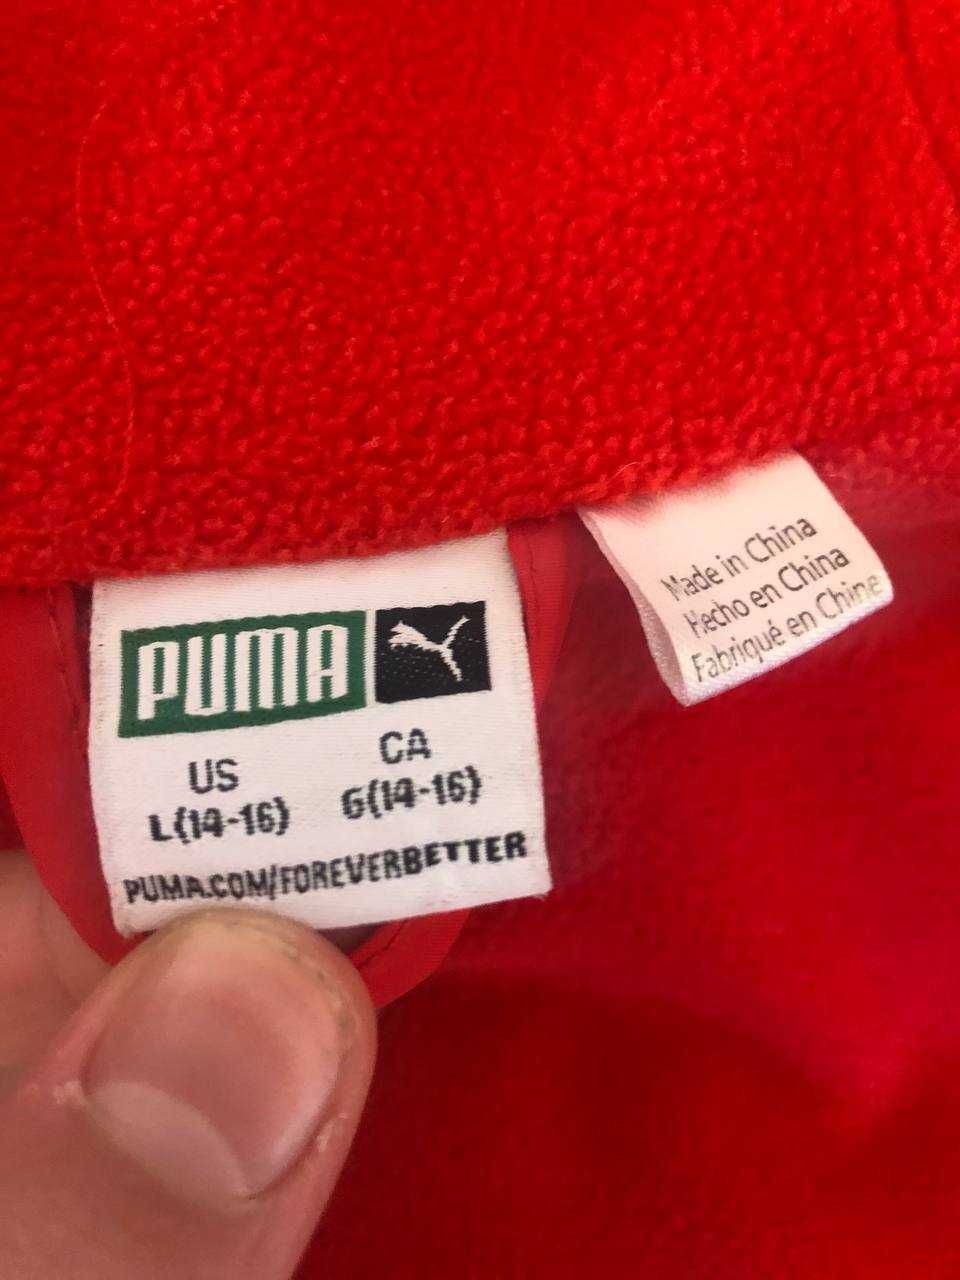 PUMA
US
L(14-16)
CA
G(14-16)
PUMA.COM/FOREVERBETTER
Made in China
Hecho en China
Fabriqué en Chine